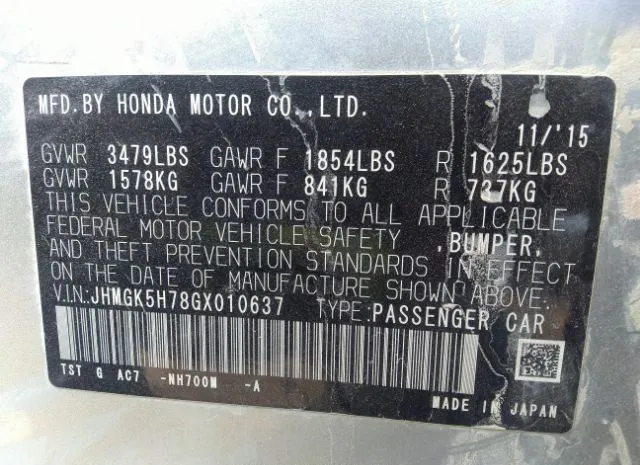 MFD.BY HONDA MOTOR CO.,LTD.
11/'15
GVWR 3479LBS GAWR F 1854LBS R 1625LBS
GVWR 1578KG GAWR F 841KG R 737KG
THIS VEHICLE CONFORMS TO ALL APPLICABLE
FEDERAL MOTOR VEHICLE SAFETY ,BUMPER,
AND THEFT PREVENTION STANDARDS IN EFFECT
ON THE DATE OF MANUFACTURE SHOWN ABOVE.
V.IN:JHMGK5H78GX010637 TYPE:PASSENGER CAR
TST G AC7 -NH700M -A
MADE IN JAPAN